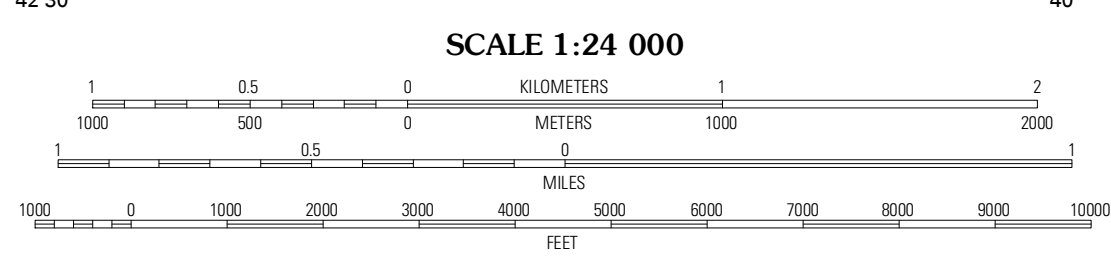 42'30" 40'
SCALE 1:24 000
1 0.5 0 KILOMETERS 1 2
1000 500 0 METERS 1000 2000
1 0.5 0 1
MILES
1000 0 1000 2000 3000 4000 5000 6000 7000 8000 9000 10000
FEET